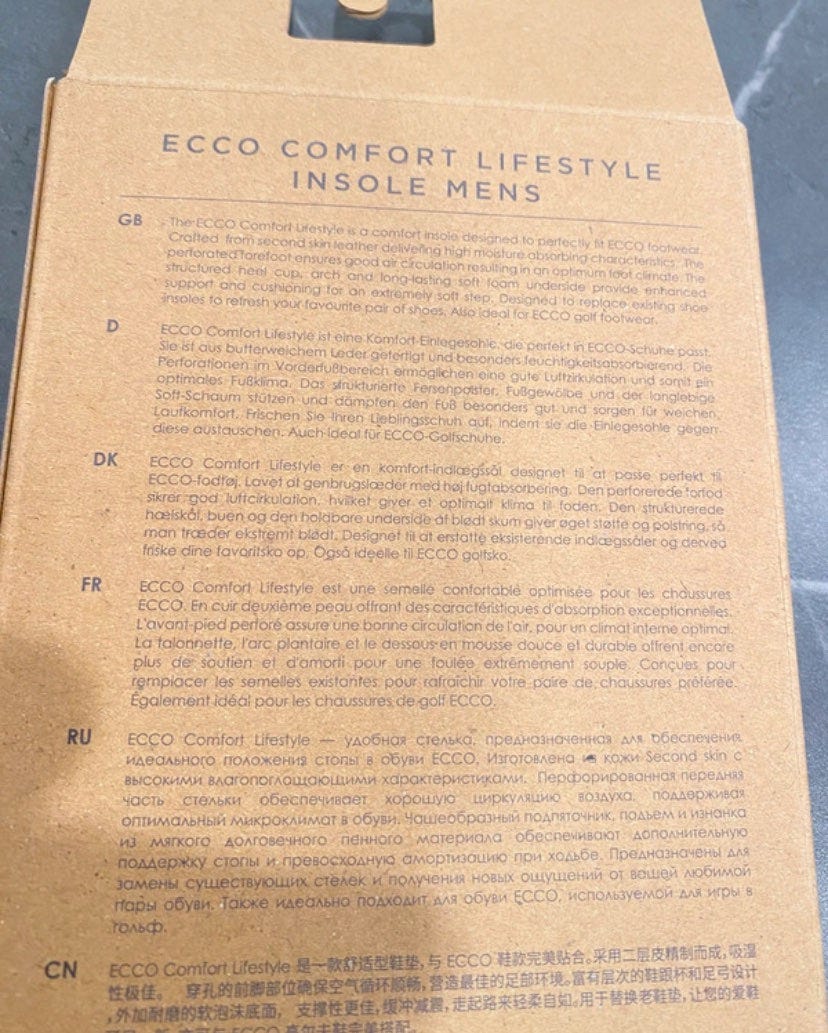 ECCO COMFORT LIFESTYLE
INSOLE MENS
GB The ECCO Comfort Lifestyle is a comfort insole designed to perfectly fit ECCO footwear.
Crafted from second skin leather delivering high moisture absorbing characteristics. The
perforated forefoot ensures good air circulation resulting in an optimum foot climate. The
structured heel cup, arch and long-lasting soft foam underside provide enhanced
support and cushioning for an extremely soft step. Designed to replace existing shoe
insoles to refresh your favourite pair of shoes. Also ideal for ECCO golf footwear.
D ECCO Comfort Lifestyle ist eine Komfort-Einlegesohle, die perfekt in ECCO-Schuhe passt.
Sie ist aus butterweichem Leder gefertigt und besonders feuchtigkeitsabsorbierend. Die
Perforationen im Vorderfußbereich ermöglichen eine gute Luftzirkulation und somit ein
optimales Fußklima. Das strukturierte Fersenpolster, Fußgewölbe und der langlebige
Soft-Schaum stützen und dämpfen den Fuß besonders gut und sorgen für weichen
Laufkomfort. Frischen Sie Ihren Lieblingsschuh auf, indem sie die Einlegesohle gegen
diese austauschen. Auch ideal für ECCO-Golfschuhe.
DK ECCO Comfort Lifestyle er en komfort-indlægssål designet til at passe perfekt til
ECCO-fodtøj. Lavet af genbrugslæder med høj fugtabsorbering. Den perforerede forfod
sikrer god luftcirkulation, hvilket giver et optimalt klima til foden. Den strukturerede
hælskål, buen og den holdbare underside af blødt skum giver øget støtte og polstring, så
man træder ekstremt blødt. Designet til at erstatte eksisterende indlægssåler og derved
friske dine favoritsko op. Også ideelle til ECCO golfsko.
FR ECCO Comfort Lifestyle est une semelle confortable optimisée pour les chaussures
ECCO. En cuir deuxième peau offrant des caractéristiques d'absorption exceptionnelles.
L'avant-pied perforé assure une bonne circulation de l'air, pour un climat interne optimal.
La talonnette, l'arc plantaire et le dessous en mousse douce et durable offrent encore
plus de soutien et d'amorti pour une foulée extrêmement souple. Conçues pour
remplacer les semelles existantes pour rafraîchir votre paire de chaussures préférée.
Également idéal pour les chaussures de golf ECCO.
RU ECCO Comfort Lifestyle — удобная стелька, предназначенная для обеспечения
идеального положения стопы в обуви ECCO. Изготовлена из кожи Second skin с
высокими влагопоглощающими характеристиками. Перфорированная передняя
часть стельки обеспечивает хорошую циркуляцию воздуха, поддерживая
оптимальный микроклимат в обуви. Чашеобразный подпяточник, подъем и изнанка
из мягкого долговечного пенного материала обеспечивают дополнительную
поддержку стопы и превосходную амортизацию при ходьбе. Предназначены для
замены существующих стелек и получения новых ощущений от вашей любимой
пары обуви. Также идеально подходит для обуви ECCO, используемой для игры в
гольф.
CN ECCO Comfort Lifestyle 是一款舒适型鞋垫,与 ECCO 鞋款完美贴合。采用二层皮精制而成,吸湿
性极佳。 穿孔的前脚部位确保空气循环顺畅,营造最佳的足部环境。富有层次的鞋跟杯和足弓设计
,外加耐磨的软泡沫底面, 支撑性更佳,缓冲减震,走起路来轻柔自如。用于替换老鞋垫,让您的爱鞋
ECCO 高尔夫鞋完美搭配。